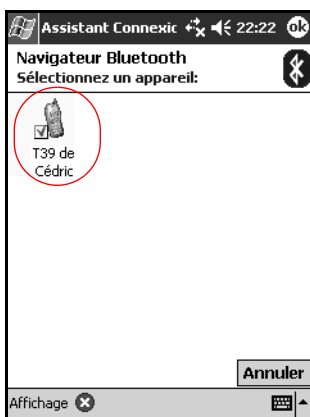 Assistant Connexic 22:22 ok
Navigateur Bluetooth
Sélectionnez un appareil:
T39 de
Cédric
Annuler
Affichage